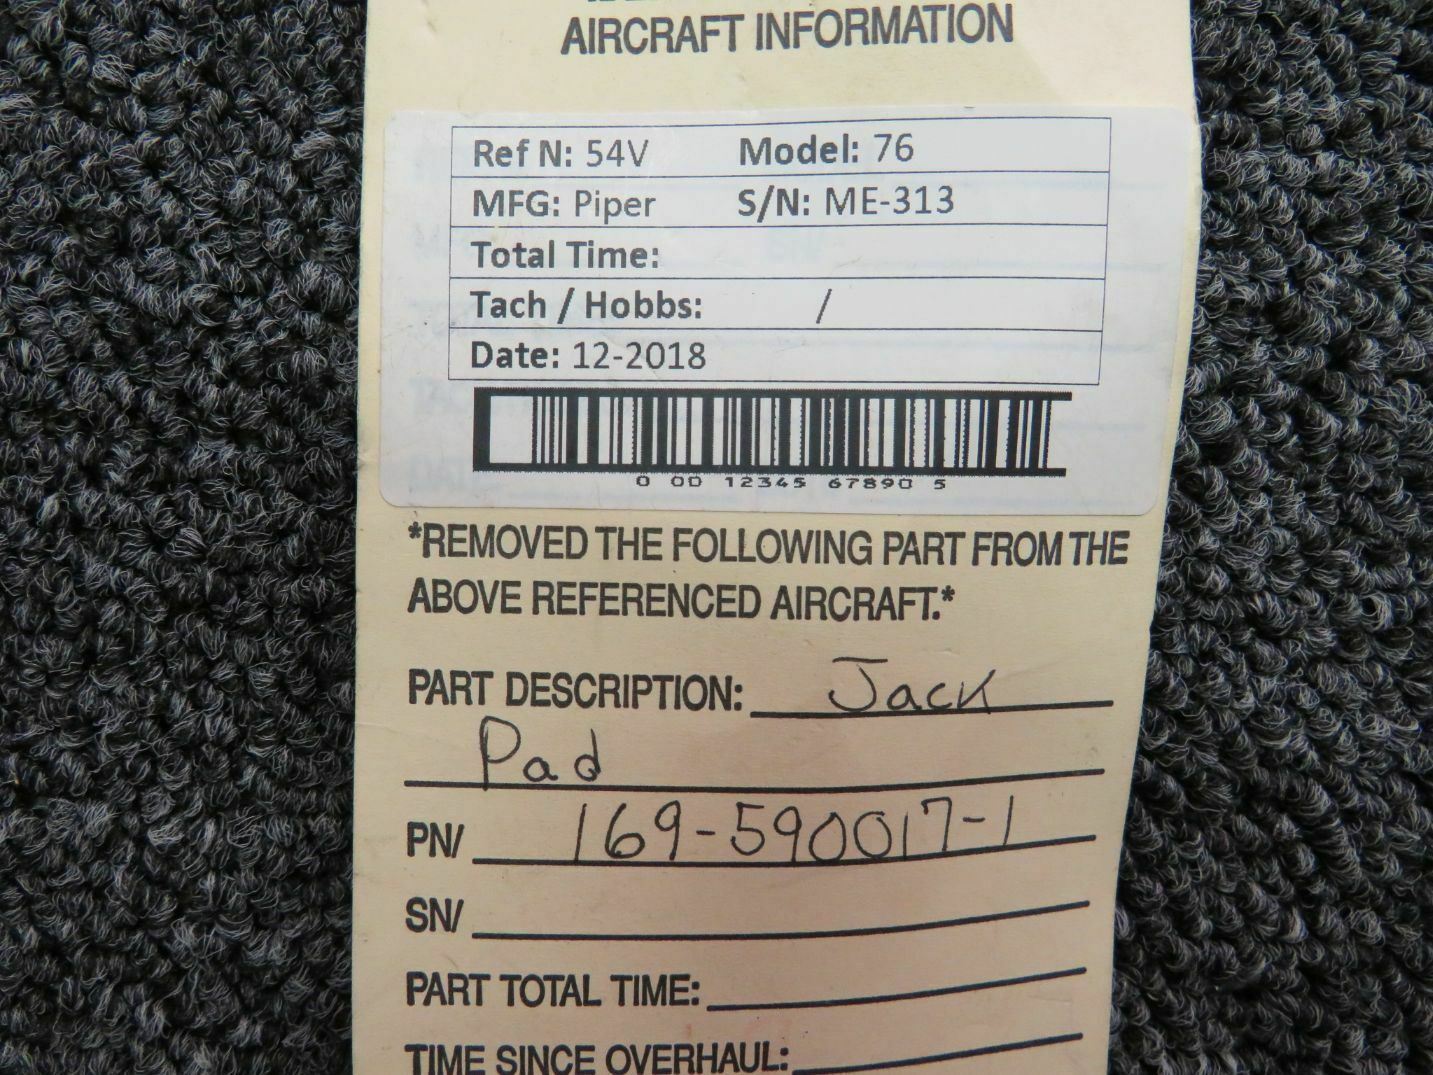 AIRCRAFT INFORMATION
Ref N: 54V Model: 76
MFG: Piper S/N: ME-313
Total Time:
Tach / Hobbs: /
Date: 12-2018
0 00 12345 67890 5
*REMOVED THE FOLLOWING PART FROM THE
ABOVE REFERENCED AIRCRAFT.*
PART DESCRIPTION: Jack
Pad
PN/ 169-590017-1
SN/
PART TOTAL TIME:
TIME SINCE OVERHAUL: